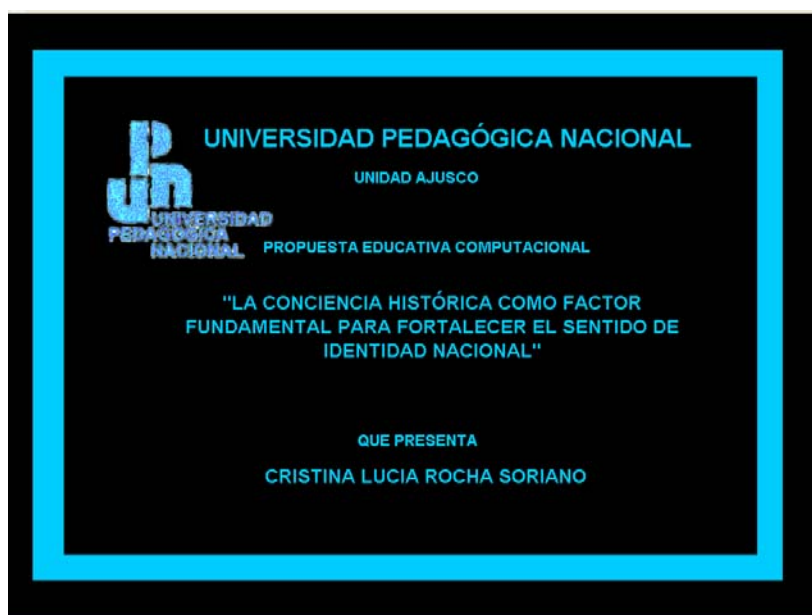 UNIVERSIDAD PEDAGÓGICA NACIONAL
UNIDAD AJUSCO
UNIVERSIDAD
PEDAGOGICA
NACIONAL
PROPUESTA EDUCATIVA COMPUTACIONAL
"LA CONCIENCIA HISTÓRICA COMO FACTOR
FUNDAMENTAL PARA FORTALECER EL SENTIDO DE
IDENTIDAD NACIONAL"
QUE PRESENTA
CRISTINA LUCIA ROCHA SORIANO